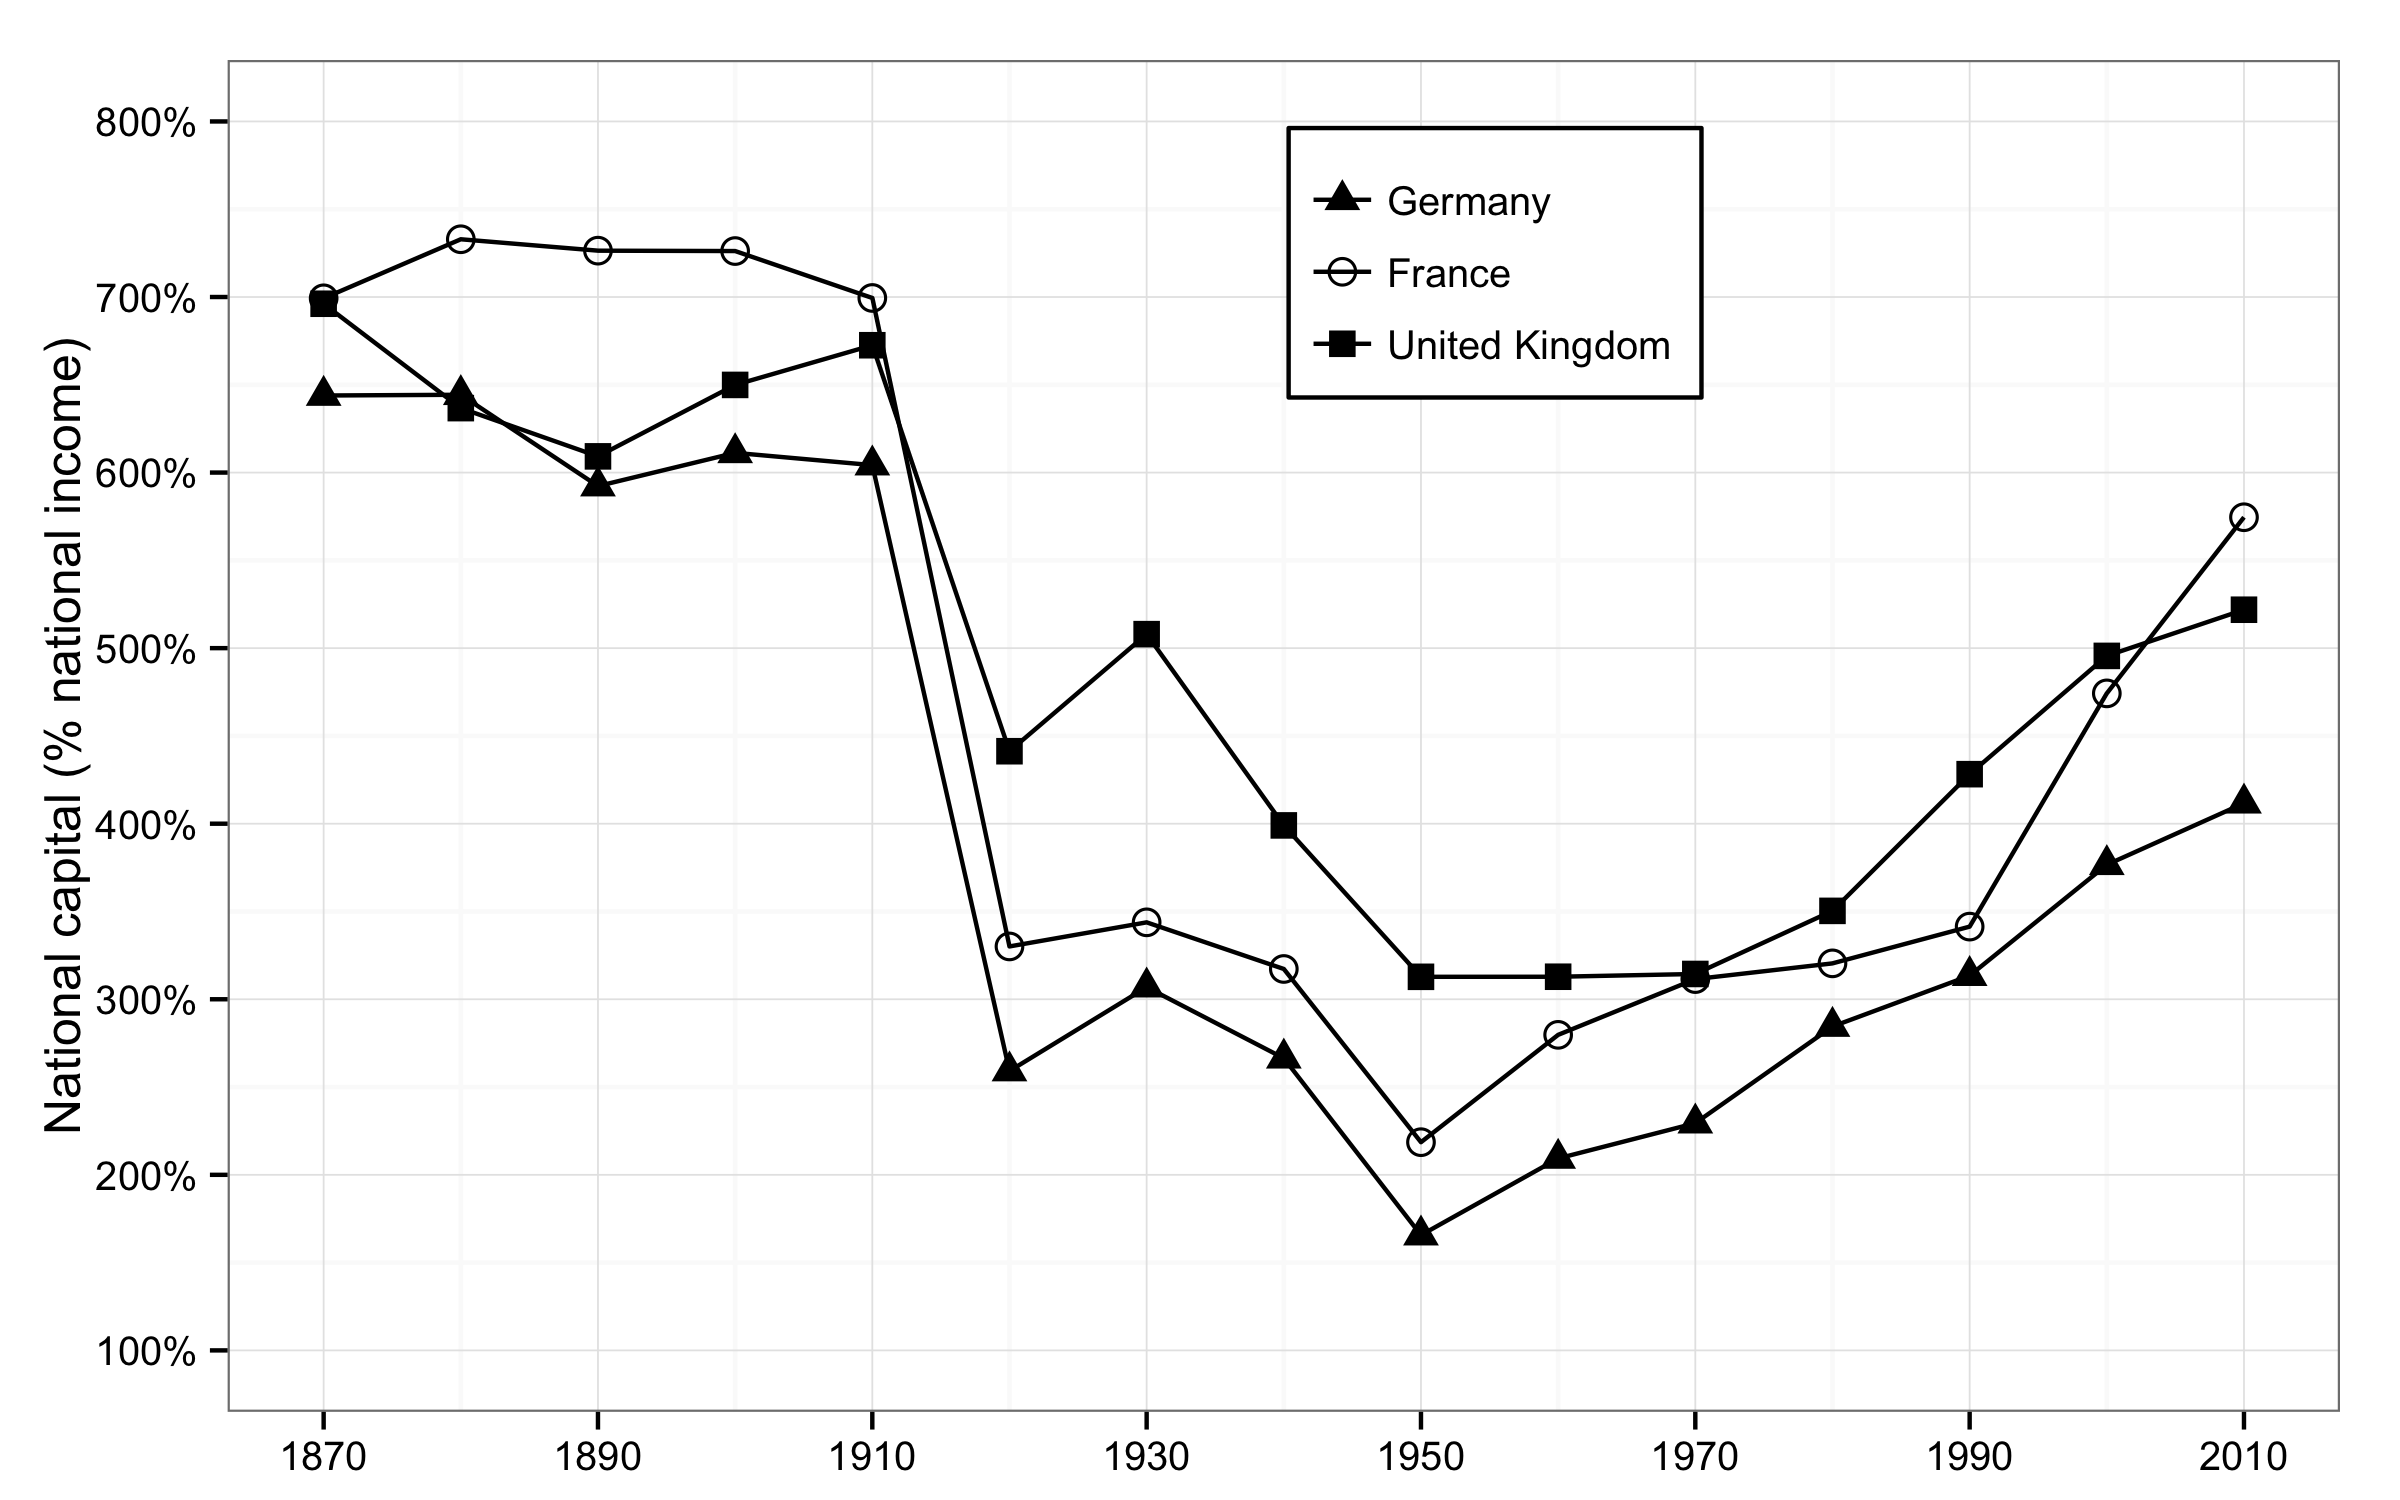 National capital (% national income)
800%
700%
600%
500%
400%
300%
200%
100%
Germany
France
United Kingdom
1870 1890 1910 1930 1950 1970 1990 2010